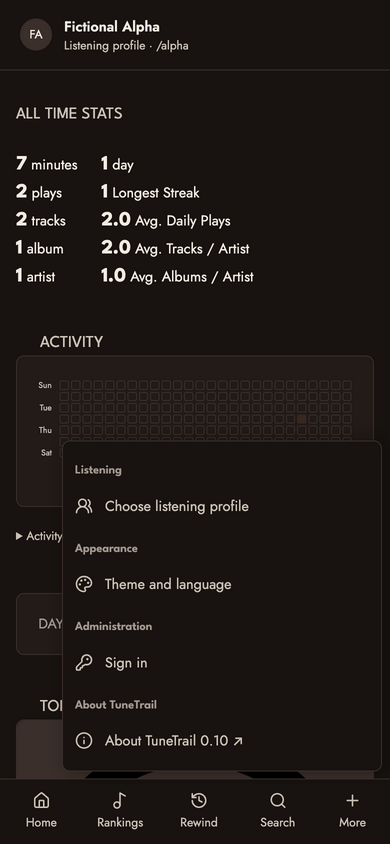 FA
Fictional Alpha
Listening profile · /alpha
ALL TIME STATS
7 minutes
1 day
2 plays
1 Longest Streak
2 tracks
2.0 Avg. Daily Plays
1 album
2.0 Avg. Tracks / Artist
1 artist
1.0 Avg. Albums / Artist
ACTIVITY
Sun
Tue
Thu
Sat
Listening
Choose listening profile
Appearance
Activity
Theme and language
DAY
Administration
Sign in
About TuneTrail
About TuneTrail 0.10 ↗
Home
Rankings
Rewind
Search
More